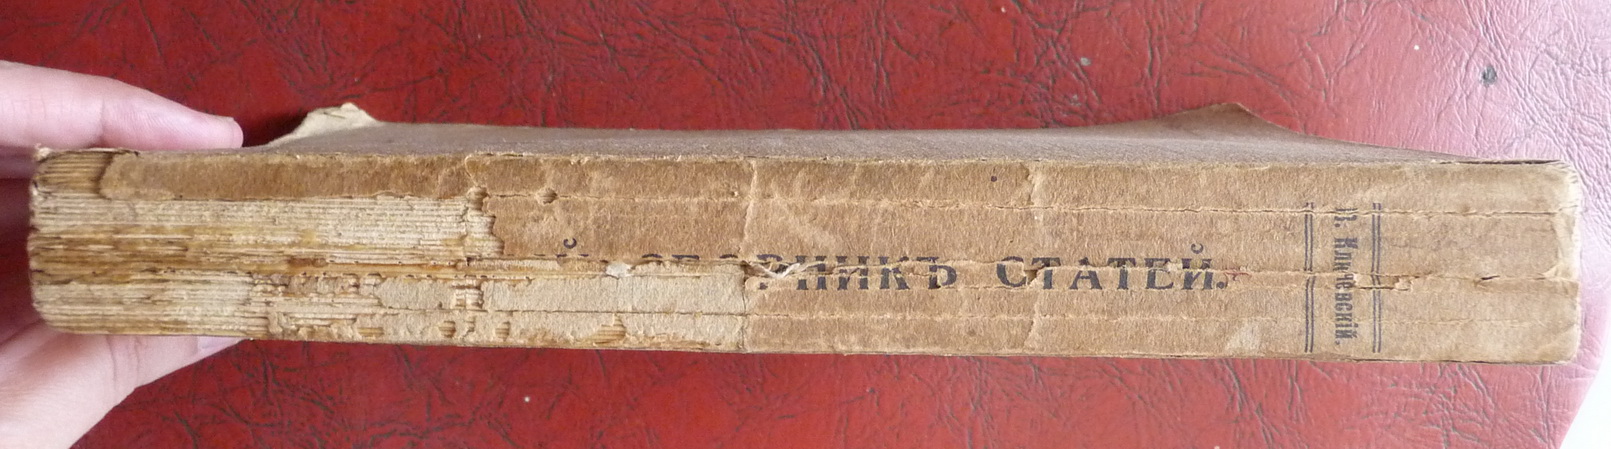 СБОРНИКЪ СТАТЕЙ.
В. Ключевскій.